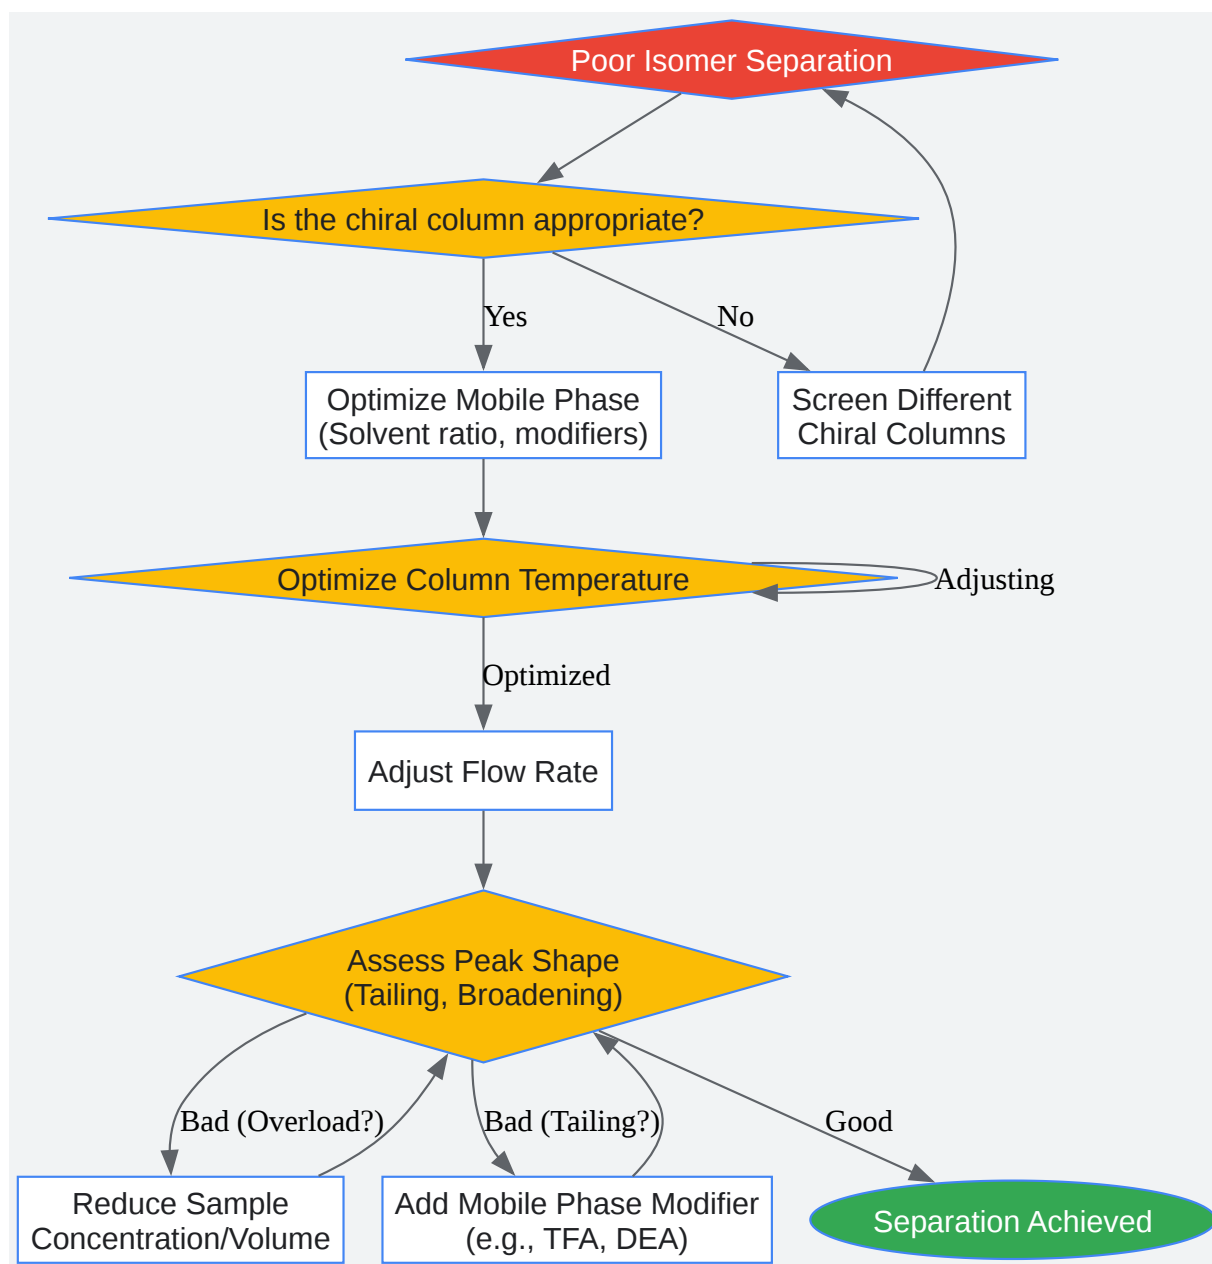 Poor Isomer Separation
Is the chiral column appropriate?
Yes
No
Optimize Mobile Phase
(Solvent ratio, modifiers)
Screen Different
Chiral Columns
Optimize Column Temperature
Adjusting
Optimized
Adjust Flow Rate
Assess Peak Shape
(Tailing, Broadening)
Bad (Overload?)
Bad (Tailing?)
Good
Reduce Sample
Concentration/Volume
Add Mobile Phase Modifier
(e.g., TFA, DEA)
Separation Achieved